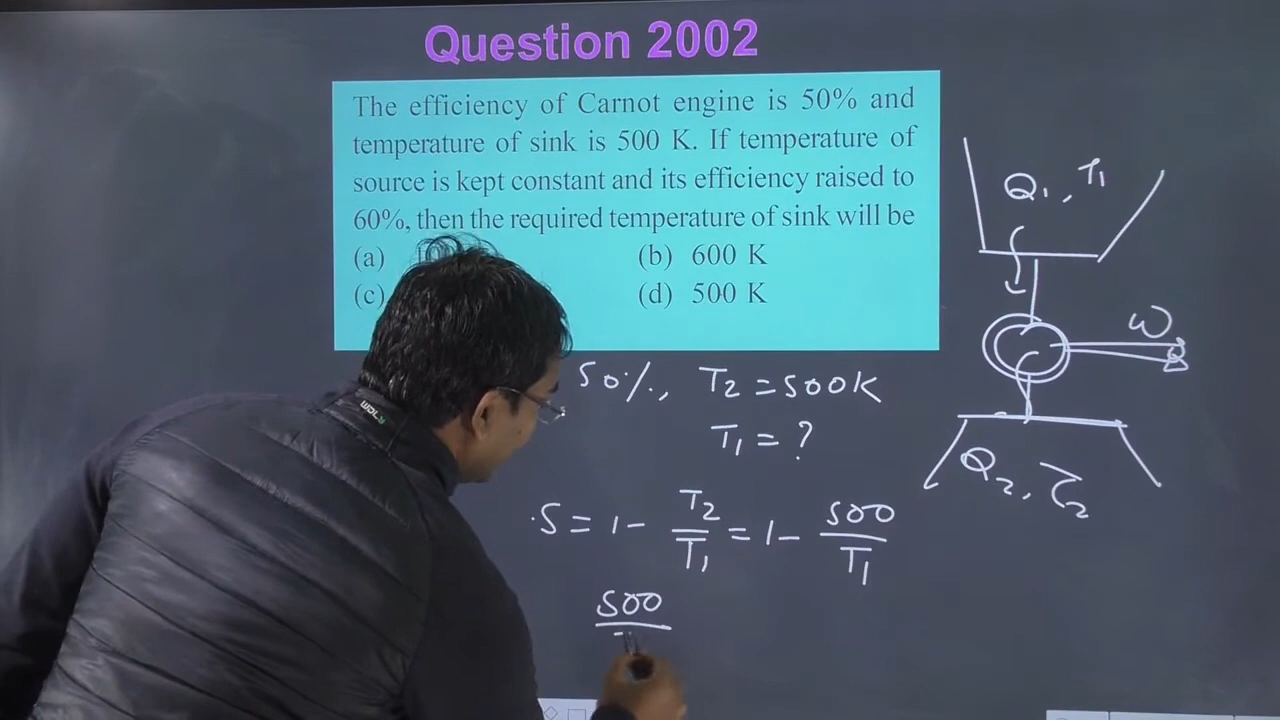 Question 2002
The efficiency of Carnot engine is 50% and
temperature of sink is 500 K. If temperature of
source is kept constant and its efficiency raised to
60%, then the required temperature of sink will be
(a) (b) 600 K
(c) (d) 500 K
50%, T2 = 500K
T1 = ?
.5 = 1 - T2/T1 = 1 - 500/T1
500
Q1, T1
W
Q2, T2